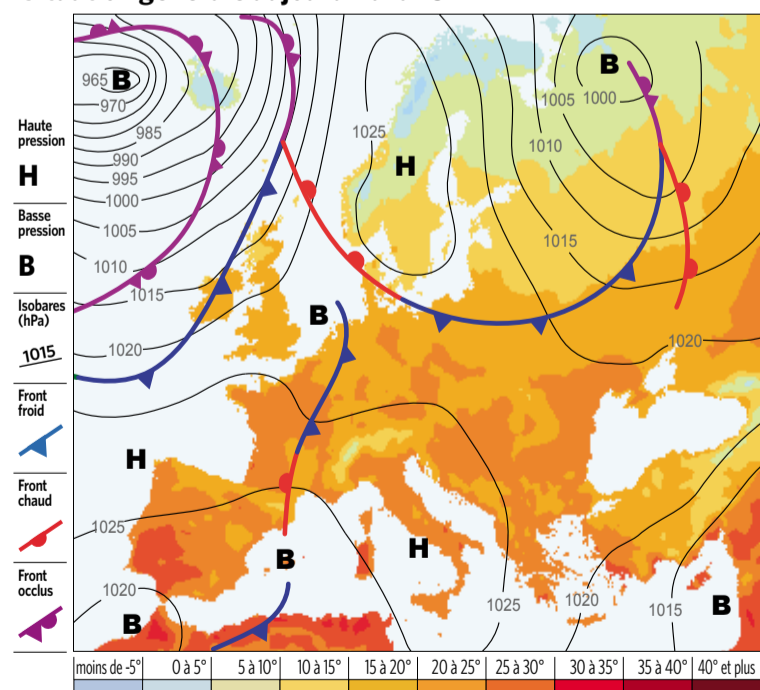 Haute
pression
H
Basse
pression
B
Isobares
(hPa)
1015
Front
froid
Front
chaud
Front
occlus
B
965
970
985
990
995
1000
1005
1010
1015
1020
1025
H
B
1005
1000
1010
1015
1020
B
H
1025
1020
B
B
H
1025
1020
1015
B
moins de -5°
0 à 5°
5 à 10°
10 à 15°
15 à 20°
20 à 25°
25 à 30°
30 à 35°
35 à 40°
40° et plus